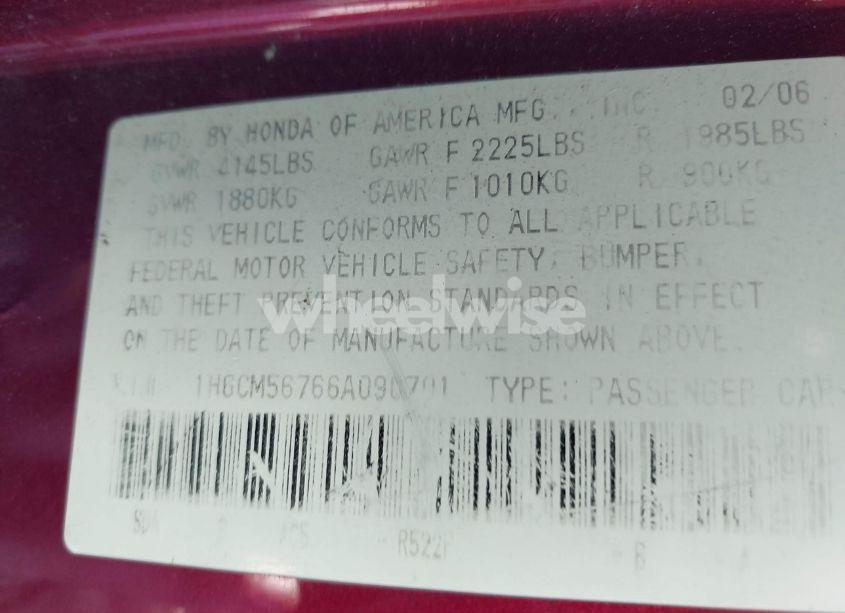 MFD. BY HONDA OF AMERICA MFG., INC. 02/06
GVWR 4145LBS GAWR F 2225LBS R 1985LBS
GVWR 1880KG GAWR F 1010KG R 900KG
THIS VEHICLE CONFORMS TO ALL APPLICABLE
FEDERAL MOTOR VEHICLE SAFETY, BUMPER,
AND THEFT PREVENTION STANDARDS IN EFFECT
ON THE DATE OF MANUFACTURE SHOWN ABOVE.
wheelwise
1HGCM56766A090701 TYPE: PASSENGER CAR
R522P